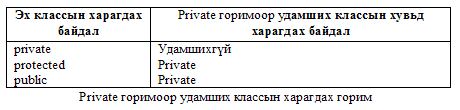 Эх классын харагдах Private горимоор удамших классын хувьд
байдал харагдах байдал
private Удамшихгүй
protected Private
public Private
Private горимоор удамших классын харагдах горим